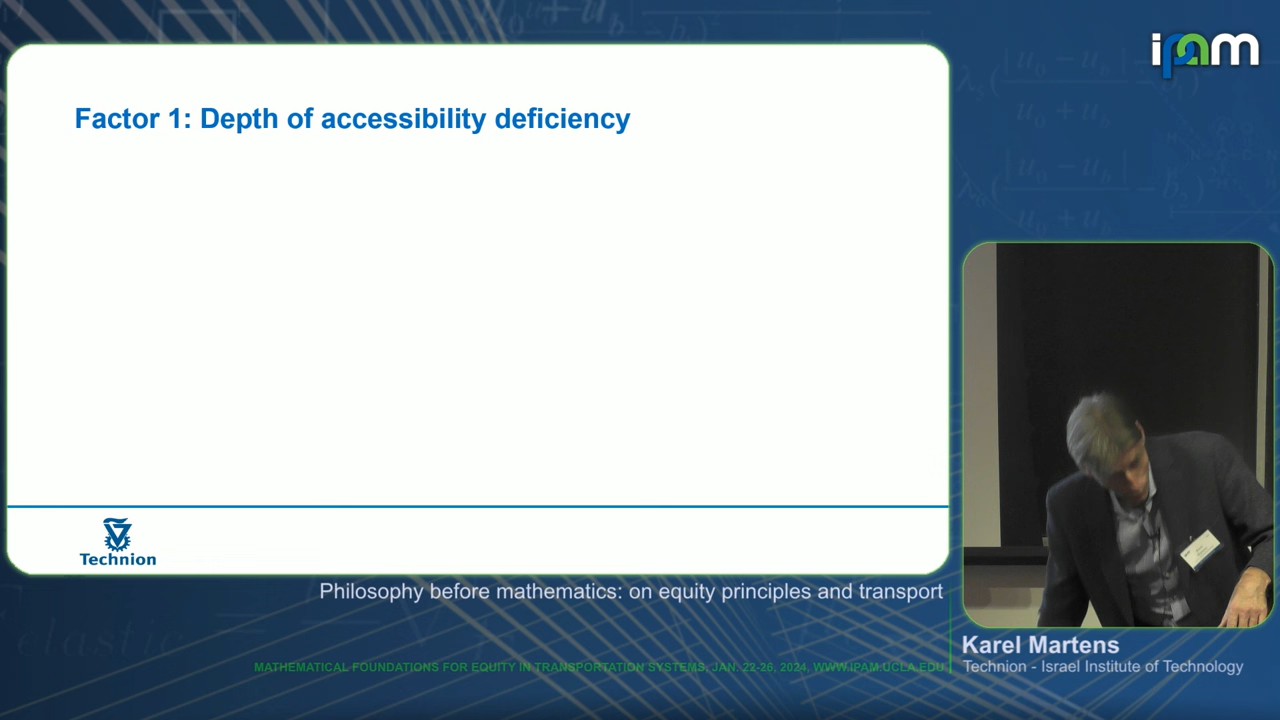 ipam
Factor 1: Depth of accessibility deficiency
Technion
Philosophy before mathematics: on equity principles and transport
Karel Martens
Technion - Israel Institute of Technology
MATHEMATICAL FOUNDATIONS FOR EQUITY IN TRANSPORTATION SYSTEMS, JAN. 22-26, 2024, WWW.IPAM.UCLA.EDU
elastic